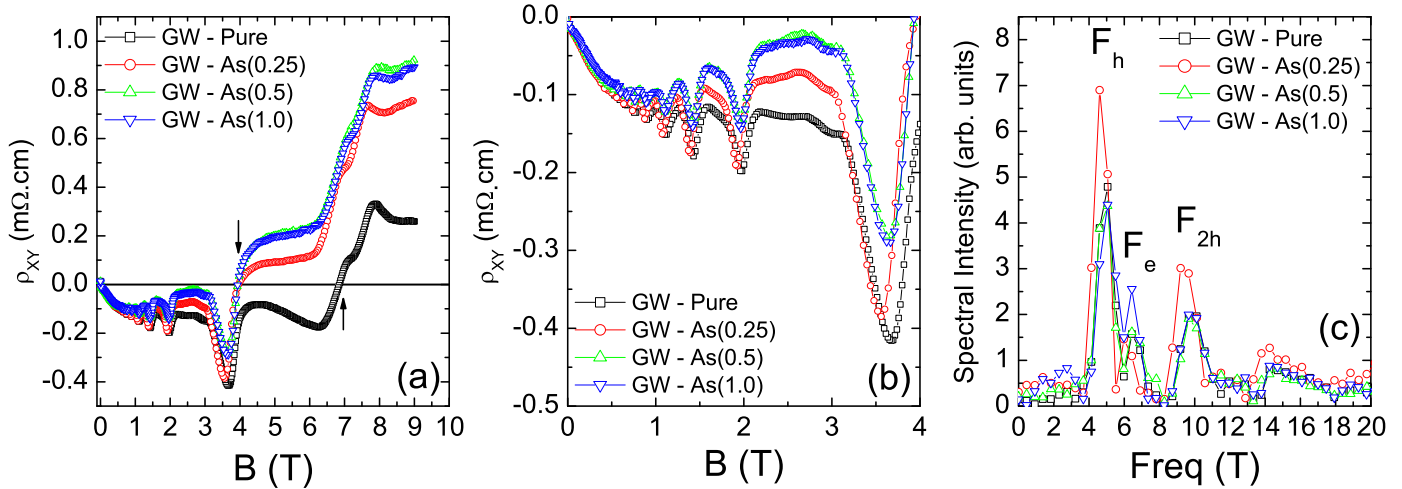 1.0
0.8
0.6
0.4
0.2
0.0
-0.2
-0.4
ρXY (mΩ.cm)
GW - Pure
GW - As(0.25)
GW - As(0.5)
GW - As(1.0)
(a)
0 1 2 3 4 5 6 7 8 9 10
B (T)
0.0
-0.1
-0.2
-0.3
-0.4
-0.5
ρXY (mΩ.cm)
GW - Pure
GW - As(0.25)
GW - As(0.5)
GW - As(1.0)
(b)
0 1 2 3 4
B (T)
8
7
6
5
4
3
2
1
0
Spectral Intensity (arb. units)
Fh
GW - Pure
GW - As(0.25)
GW - As(0.5)
GW - As(1.0)
Fe
F2h
(c)
0 2 4 6 8 10 12 14 16 18 20
Freq (T)